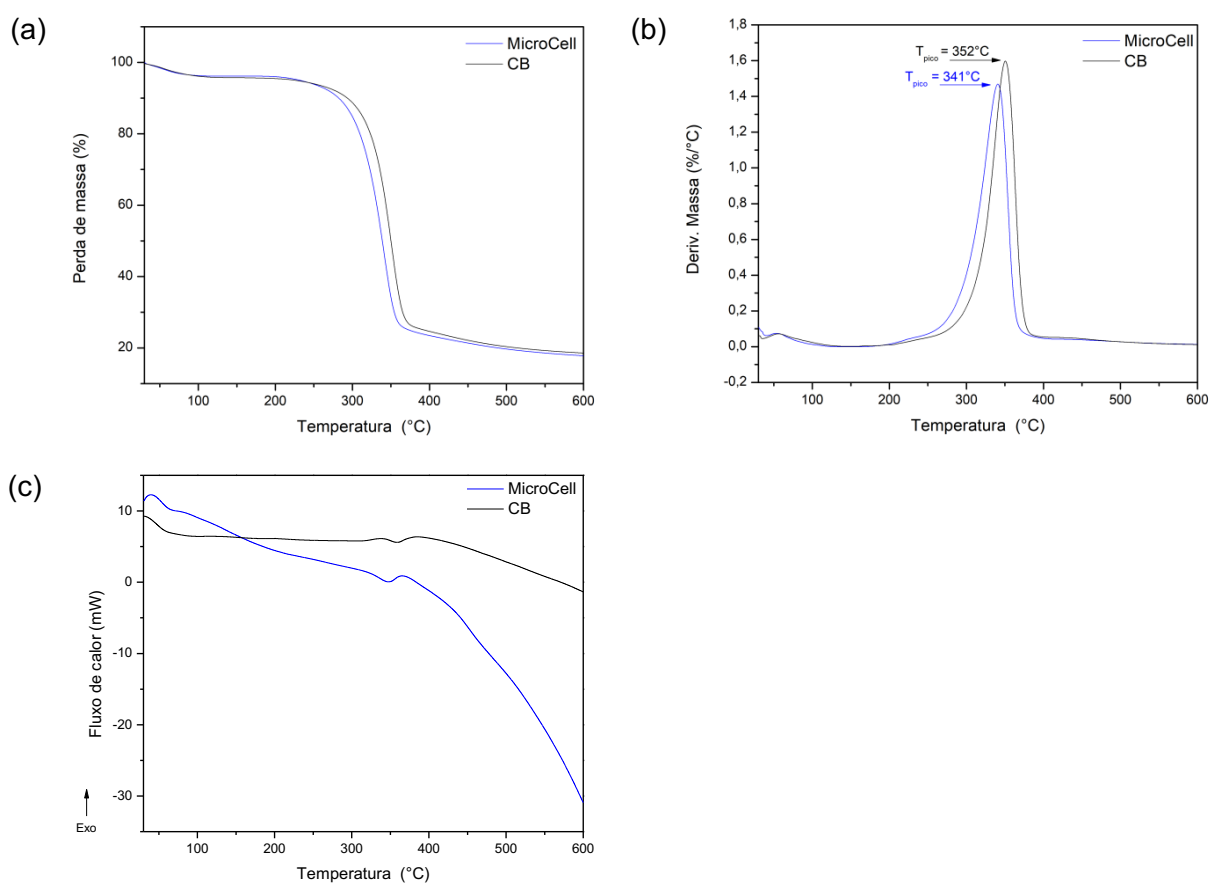 (a)
MicroCell
CB
Perda de massa (%)
100
80
60
40
20
100 200 300 400 500 600
Temperatura (°C)
(b)
MicroCell
CB
T_pico = 352°C
T_pico = 341°C
Deriv. Massa (%/°C)
1,8
1,6
1,4
1,2
1,0
0,8
0,6
0,4
0,2
0,0
-0,2
100 200 300 400 500 600
Temperatura (°C)
(c)
MicroCell
CB
Fluxo de calor (mW)
10
0
-10
-20
-30
Exo
100 200 300 400 500 600
Temperatura (°C)